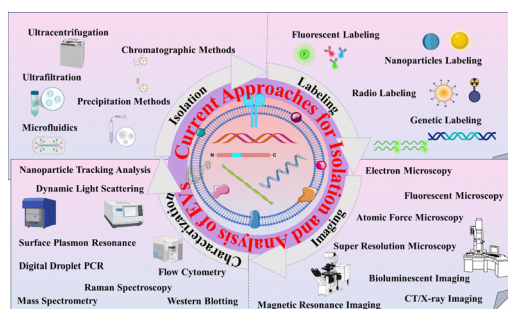 Ultracentrifugation
Chromatographic Methods
Ultrafiltration
Precipitation Methods
Microfluidics
Isolation
Fluorescent Labeling
Nanoparticles Labeling
Radio Labeling
Genetic Labeling
Labeling
Current Approaches for Isolation and Analysis of EVs
N
C
Nanoparticle Tracking Analysis
Dynamic Light Scattering
Surface Plasmon Resonance
Digital Droplet PCR
Flow Cytometry
Raman Spectroscopy
Mass Spectrometry
Western Blotting
Characterization
Electron Microscopy
Fluorescent Microscopy
Atomic Force Microscopy
Super Resolution Microscopy
Bioluminescent Imaging
Magnetic Resonance Imaging
CT/X-ray Imaging
Imaging